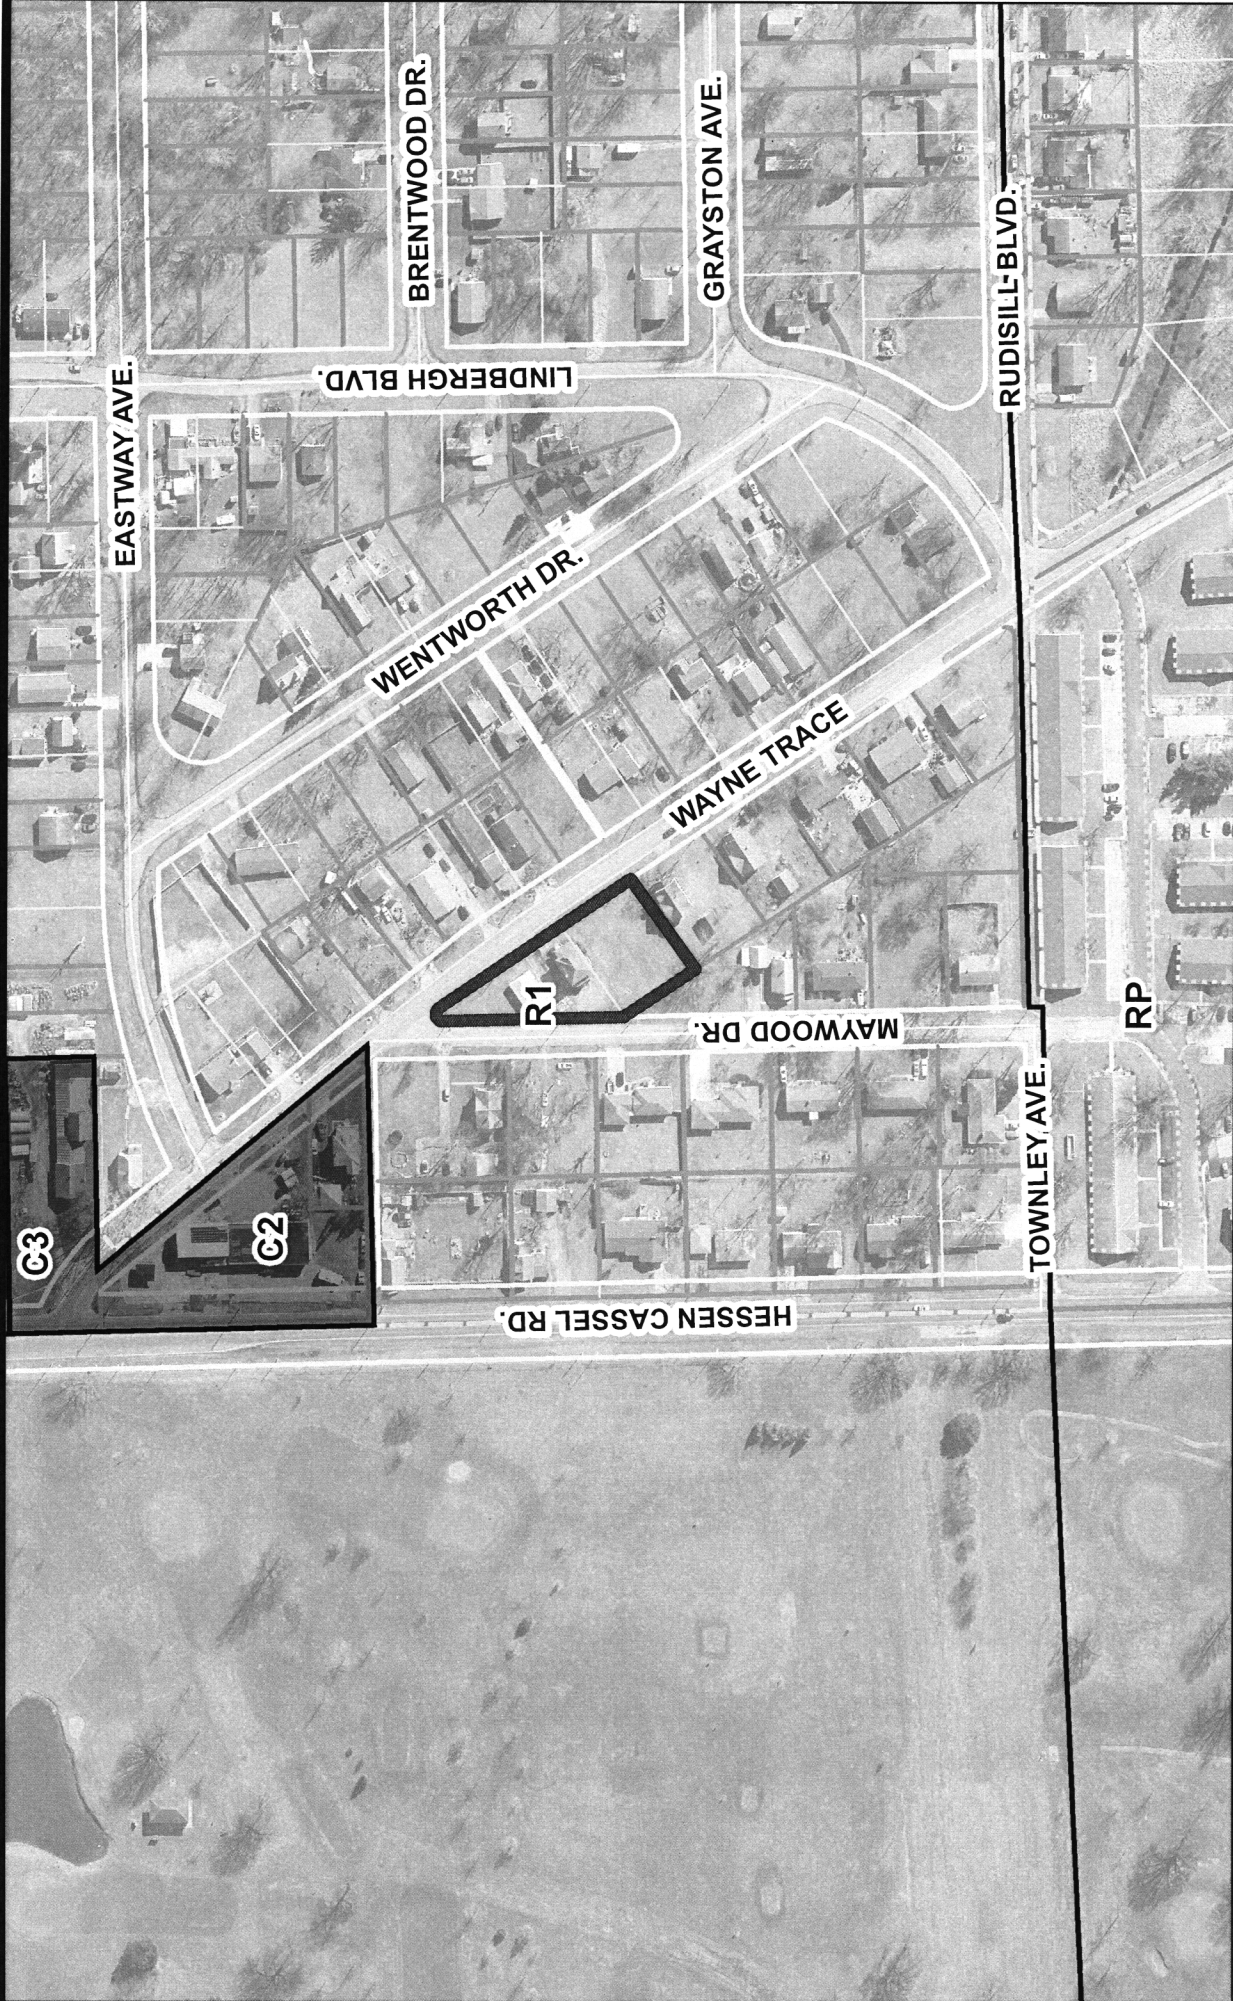 EASTWAY AVE.
BRENTWOOD DR.
GRAYSTON AVE.
RUDISILL BLVD.
LINDBERGH BLVD.
WENTWORTH DR.
WAYNE TRACE
R1
MAYWOOD DR.
RP
C3
C2
TOWNLEY AVE.
HESSEN CASSEL RD.